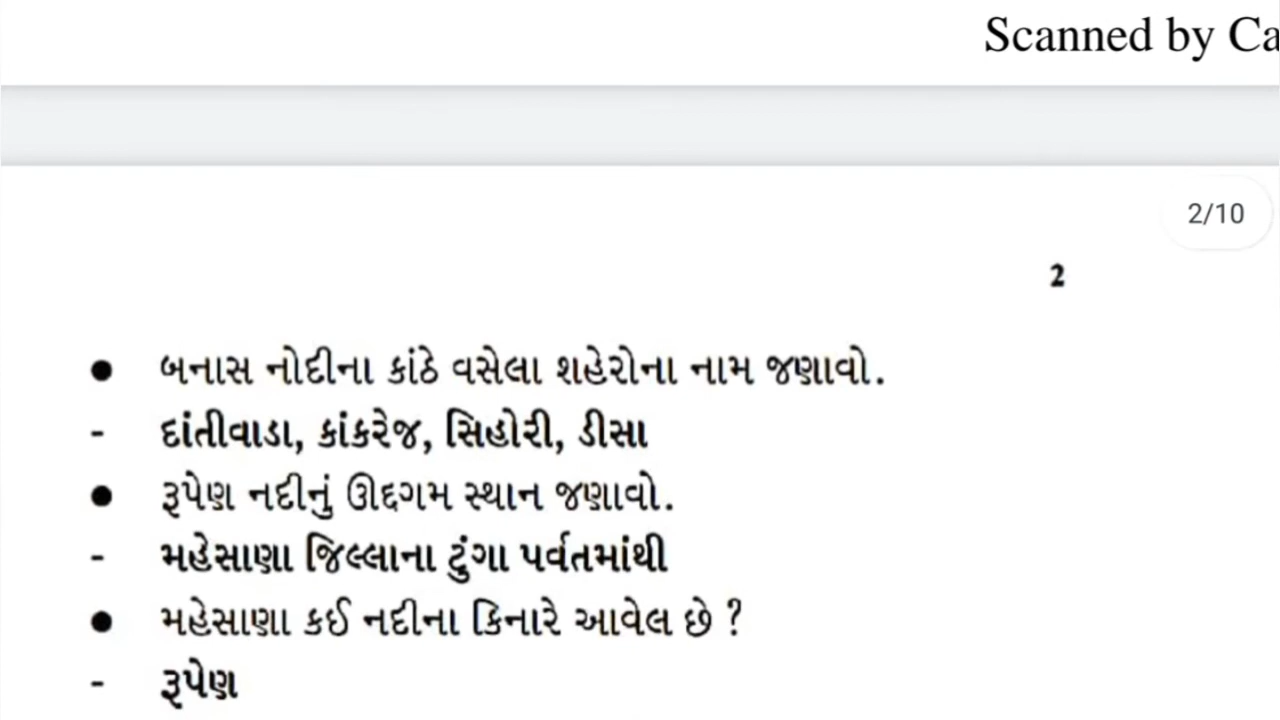 Scanned by Ca
2/10
2
● બનાસ નોદીના કાંઠે વસેલા શહેરોના નામ જણાવો.
- દાંતીવાડા, કાંકરેજ, સિહોરી, ડીસા
● રૂપેણ નદીનું ઊદ્દગમ સ્થાન જણાવો.
- મહેસાણા જિલ્લાના ટુંગા પર્વતમાંથી
● મહેસાણા કઈ નદીના કિનારે આવેલ છે ?
- રૂપેણ